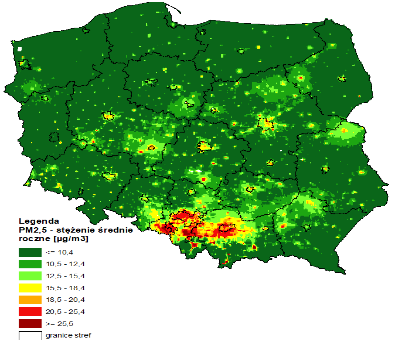 Legenda
PM2,5 - stężenie średnie
roczne [µg/m3]
<= 10,4
10,5 - 12,4
12,5 - 15,4
15,5 - 18,4
18,5 - 20,4
20,5 - 25,4
>= 25,5
granice stref